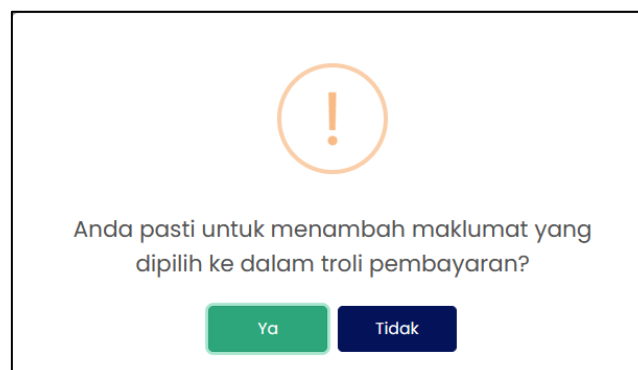 Anda pasti untuk menambah maklumat yang
dipilih ke dalam troli pembayaran?
Ya
Tidak